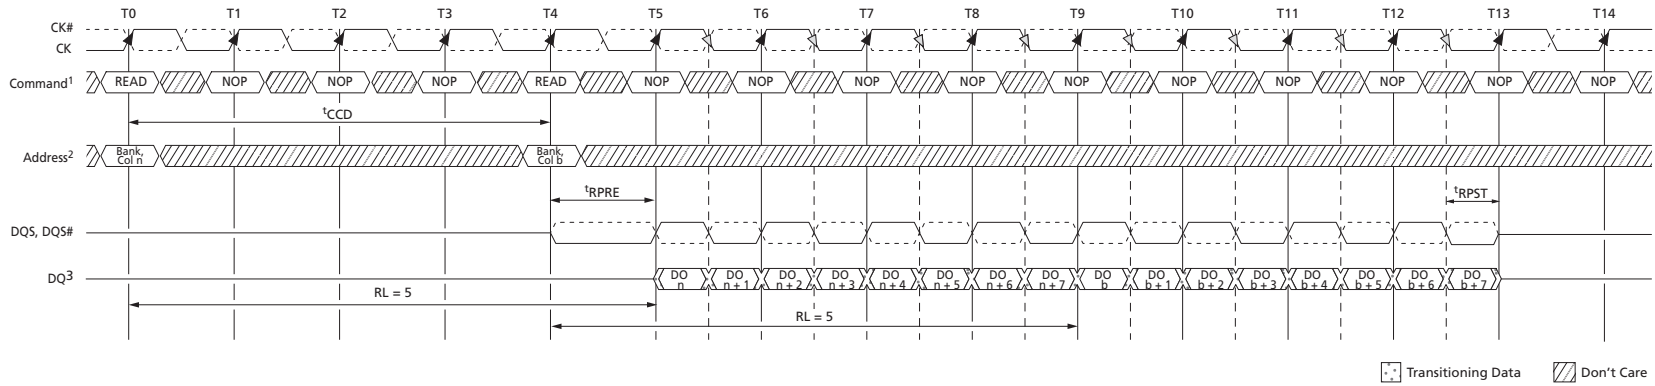 T0 T1 T2 T3 T4 T5 T6 T7 T8 T9 T10 T11 T12 T13 T14
CK#
CK
Command1 READ NOP NOP NOP READ NOP NOP NOP NOP NOP NOP NOP NOP NOP NOP
tCCD
Address2 Bank, Col n Bank, Col b
tRPRE tRPST
DQS, DQS#
DQ3 DO n DO n + 1 DO n + 2 DO n + 3 DO n + 4 DO n + 5 DO n + 6 DO n + 7 DO b DO b + 1 DO b + 2 DO b + 3 DO b + 4 DO b + 5 DO b + 6 DO b + 7
RL = 5
RL = 5
Transitioning Data Don't Care